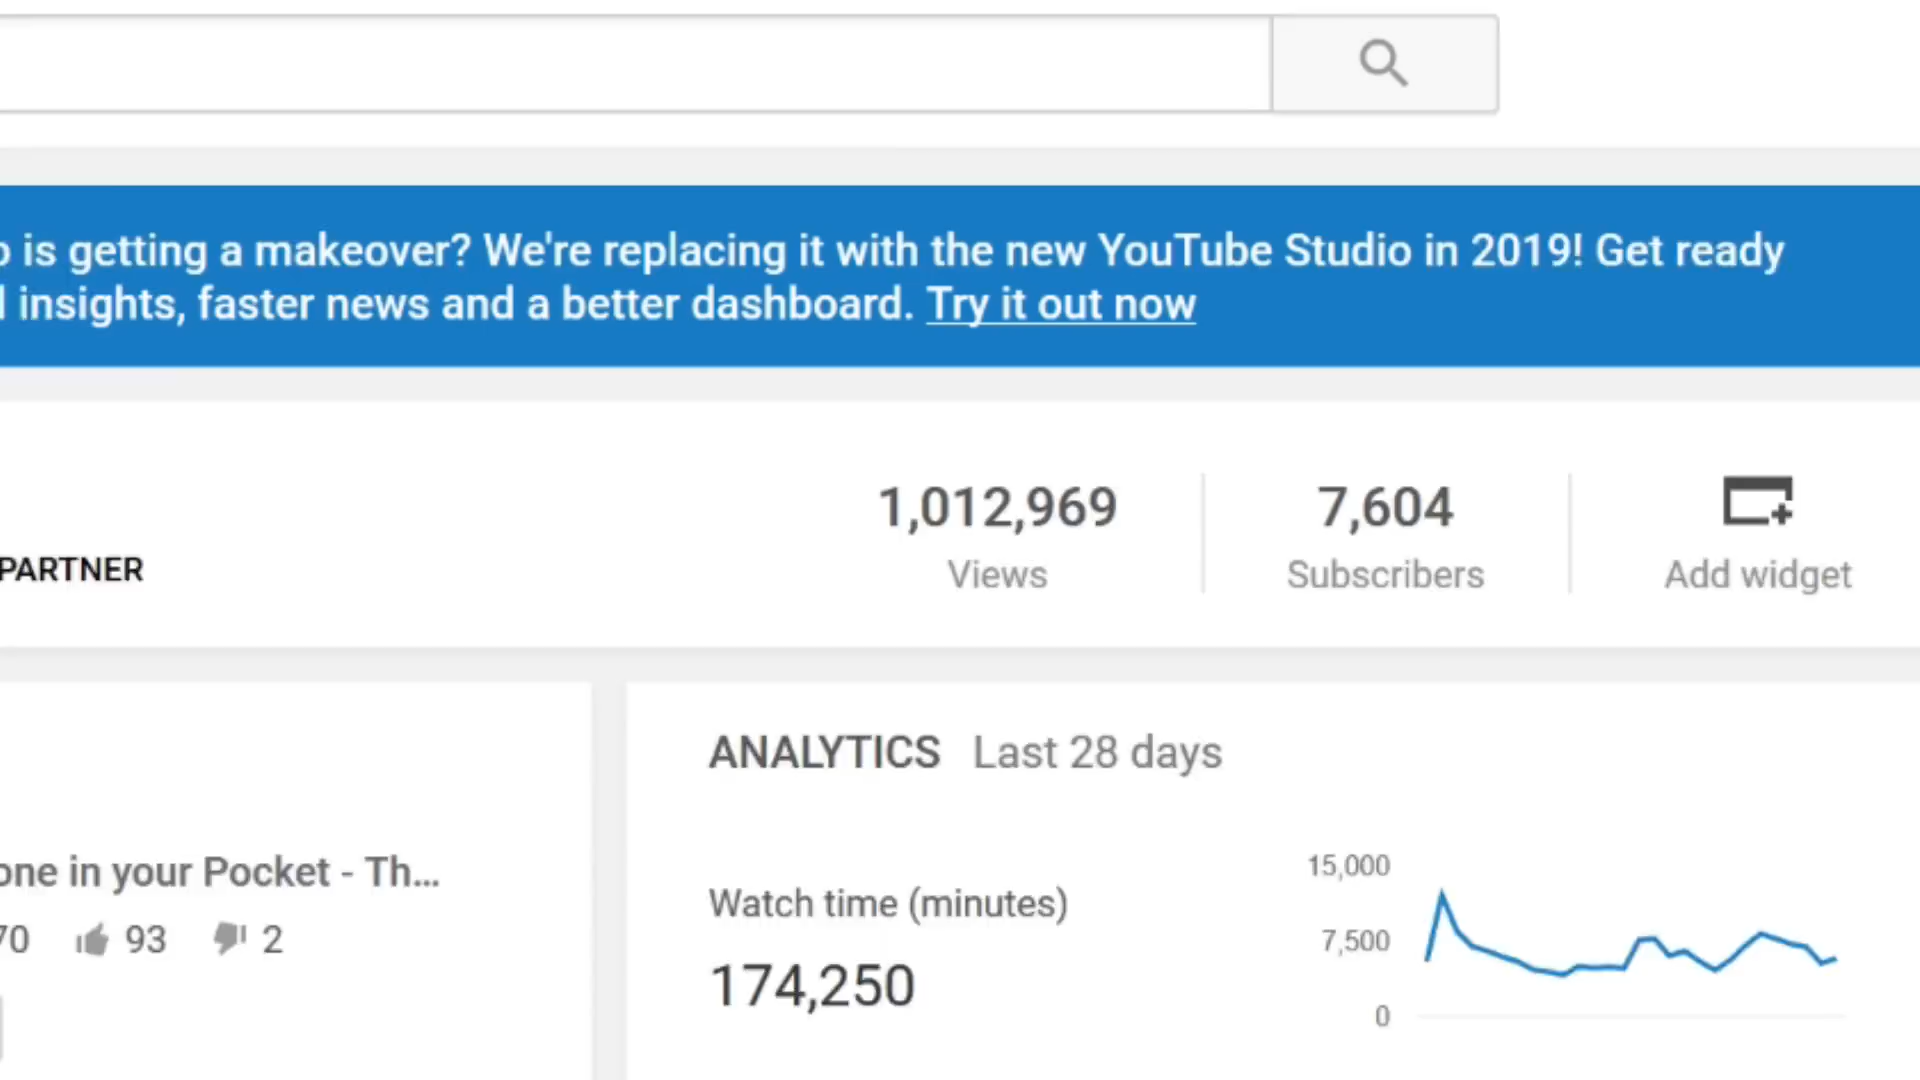 is getting a makeover? We're replacing it with the new YouTube Studio in 2019! Get ready
insights, faster news and a better dashboard. Try it out now
1,012,969
Views
7,604
Subscribers
Add widget
PARTNER
ANALYTICS Last 28 days
one in your Pocket - Th...
70 93 2
Watch time (minutes)
174,250
15,000
7,500
0